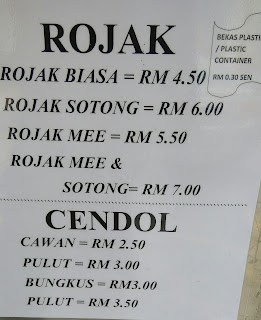 ROJAK
ROJAK BIASA = RM 4.50
ROJAK SOTONG = RM 6.00
ROJAK MEE = RM 5.50
ROJAK MEE &
SOTONG= RM 7.00
BEKAS PLASTI
/ PLASTIC
CONTAINER
RM 0.30 SEN
CENDOL
CAWAN = RM 2.50
PULUT = RM 3.00
BUNGKUS = RM3.00
PULUT = RM 3.50